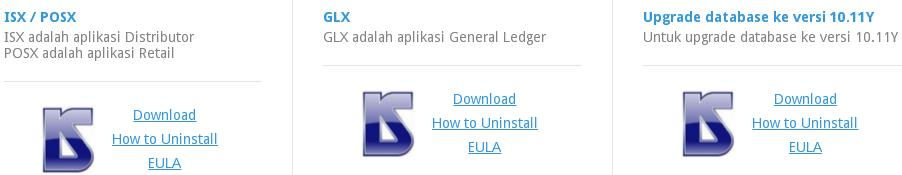 ISX / POSX
ISX adalah aplikasi Distributor
POSX adalah aplikasi Retail
Download
How to Uninstall
EULA
GLX
GLX adalah aplikasi General Ledger
Download
How to Uninstall
EULA
Upgrade database ke versi 10.11Y
Untuk upgrade database ke versi 10.11Y
Download
How to Uninstall
EULA